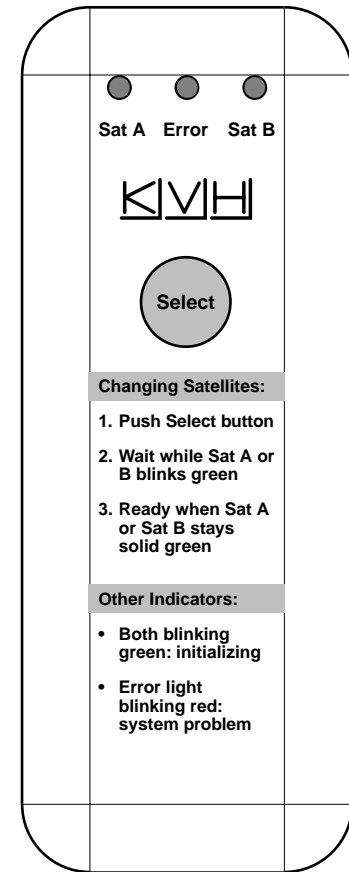 Sat A Error Sat B
KVH
Select
Changing Satellites:
1. Push Select button
2. Wait while Sat A or
B blinks green
3. Ready when Sat A
or Sat B stays
solid green
Other Indicators:
• Both blinking
green: initializing
• Error light
blinking red:
system problem